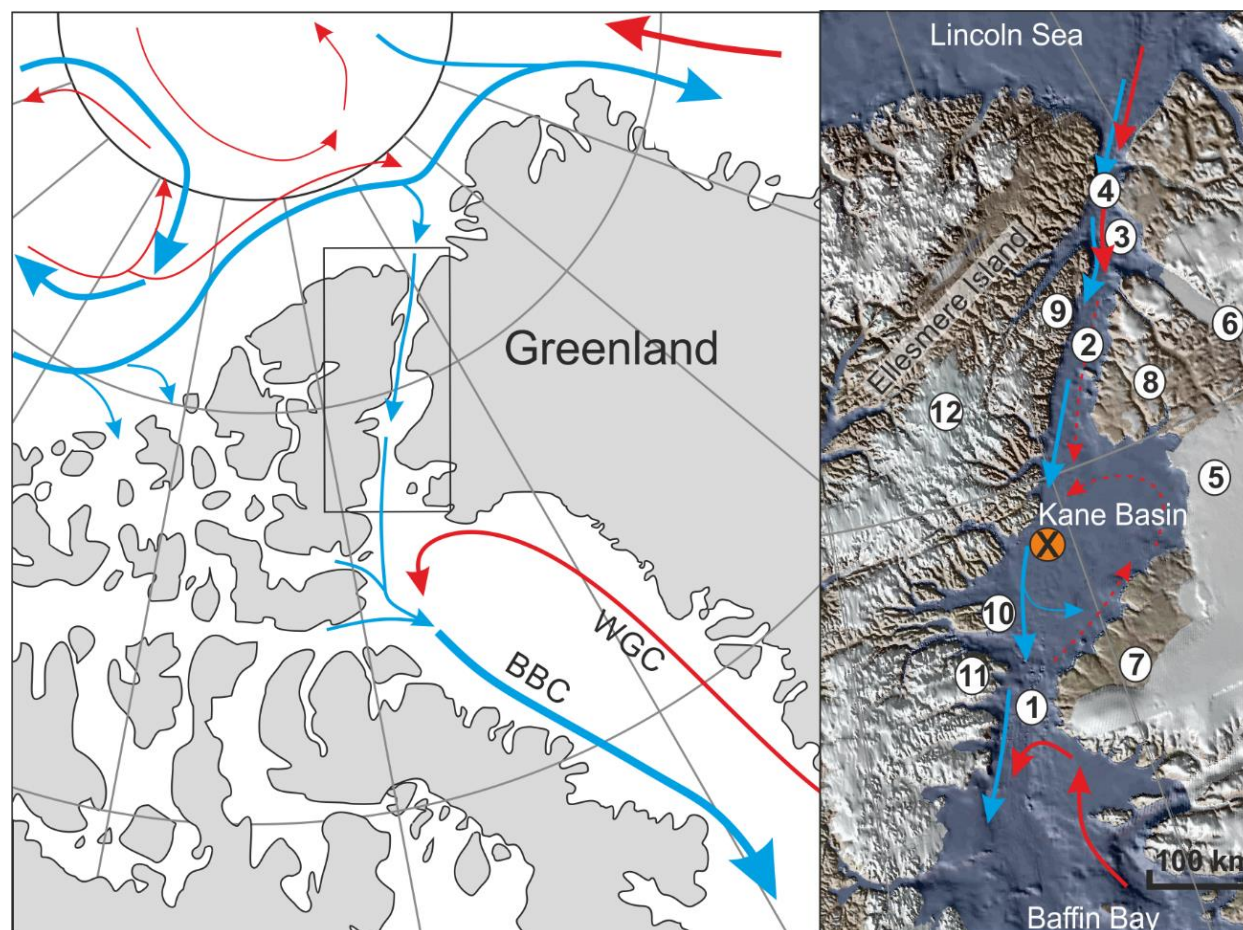 Greenland
WGC
BBC
Lincoln Sea
4
3
Ellesmere Island
9
6
2
8
12
5
Kane Basin
X
10
11
7
1
100 km
Baffin Bay